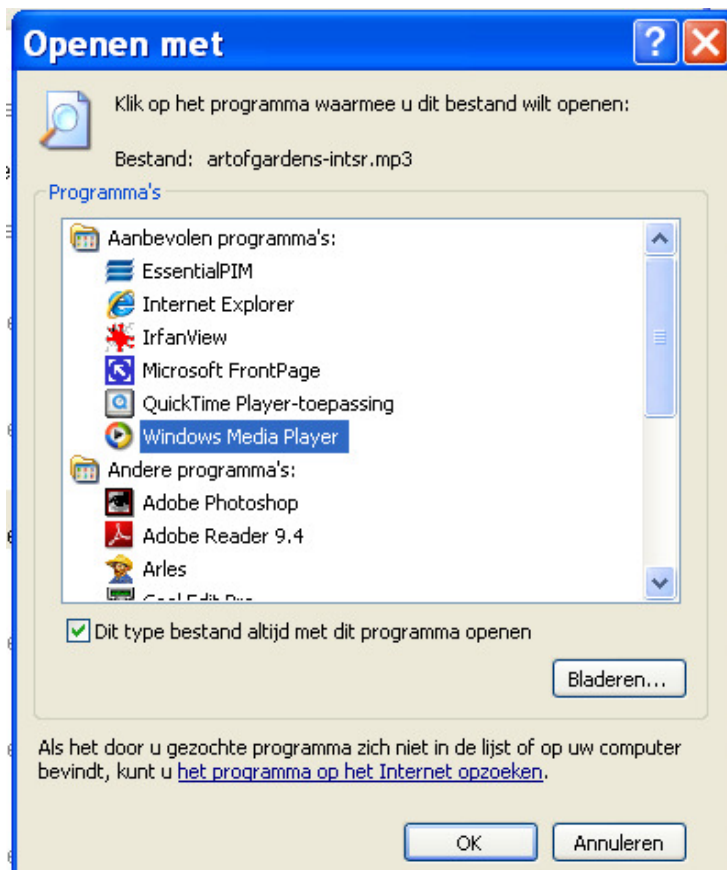 Openen met
Klik op het programma waarmee u dit bestand wilt openen:
Bestand: artofgardens-intsr.mp3
Programma's
Aanbevolen programma's:
EssentialPIM
Internet Explorer
IrfanView
Microsoft FrontPage
QuickTime Player-toepassing
Windows Media Player
Andere programma's:
Adobe Photoshop
Adobe Reader 9.4
Arles
Cool Edit Pro
Dit type bestand altijd met dit programma openen
Bladeren...
Als het door u gezochte programma zich niet in de lijst of op uw computer
bevindt, kunt u het programma op het Internet opzoeken.
OK Annuleren